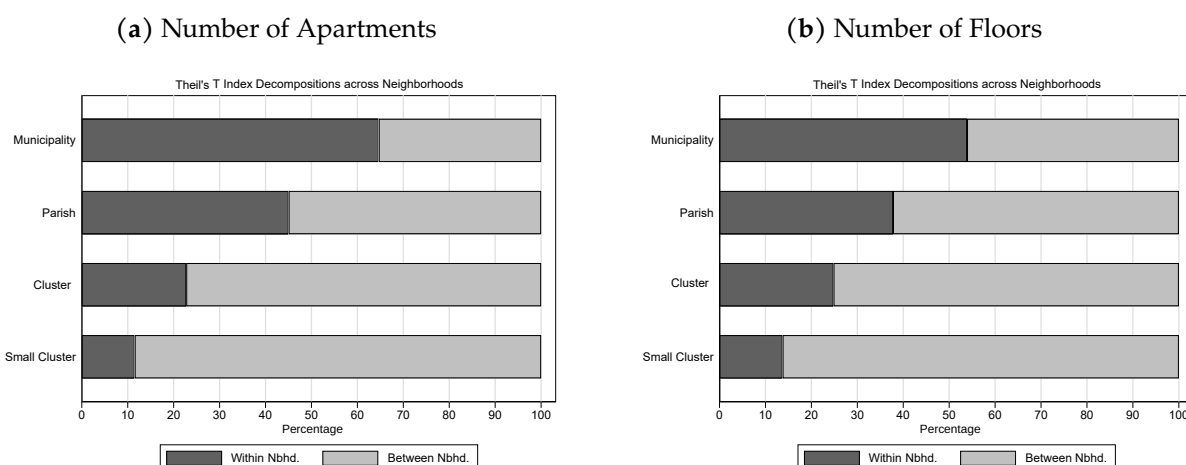 (a) Number of Apartments
Theil's T Index Decompositions across Neighborhoods
Municipality
Parish
Cluster
Small Cluster
0 10 20 30 40 50 60 70 80 90 100
Percentage
Within Nbhd. Between Nbhd.
(b) Number of Floors
Theil's T Index Decompositions across Neighborhoods
Municipality
Parish
Cluster
Small Cluster
0 10 20 30 40 50 60 70 80 90 100
Percentage
Within Nbhd. Between Nbhd.